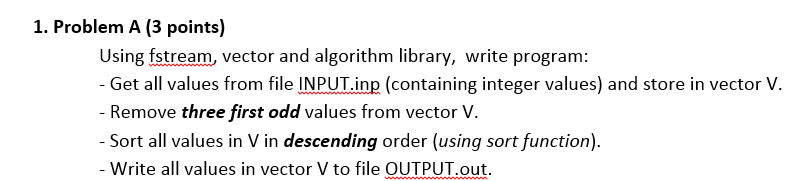 1. Problem A (3 points)
Using fstream, vector and algorithm library, write program:
- Get all values from file INPUT.inp (containing integer values) and store in vector V.
- Remove three first odd values from vector V.
- Sort all values in V in descending order (using sort function).
- Write all values in vector V to file OUTPUT.out.